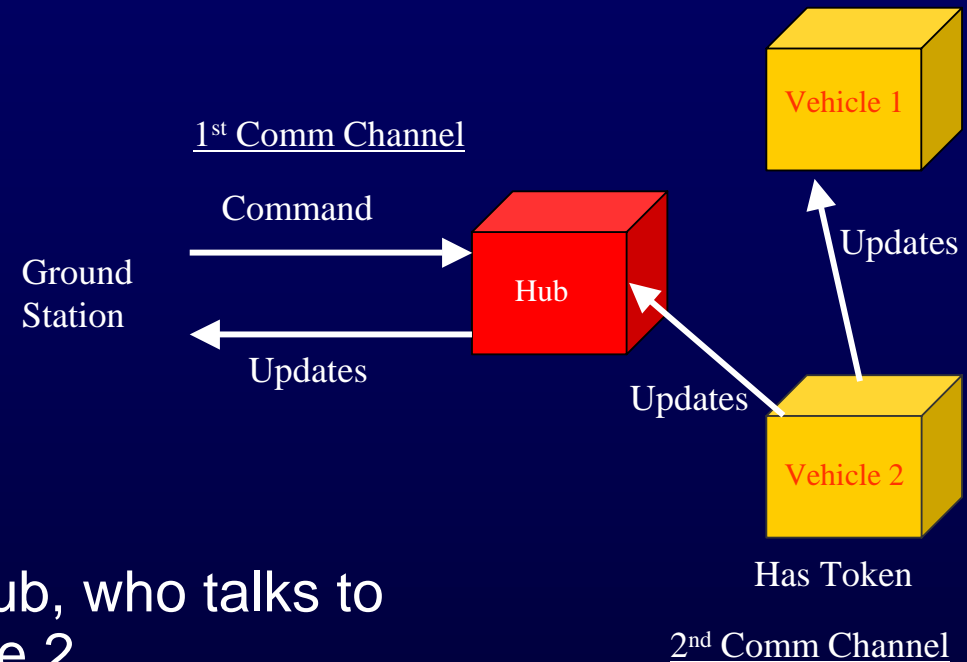 Vehicle 1
1st Comm Channel
Command
Updates
Ground
Station
Hub
Updates
Updates
Vehicle 2
Has Token
who talks to
2nd Comm Channel